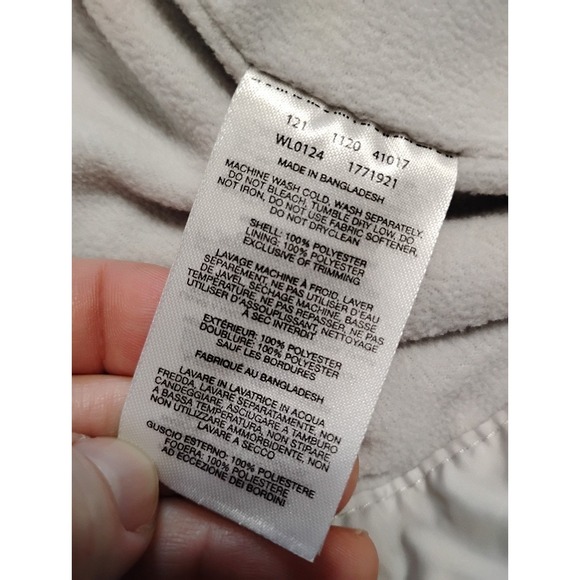 121 1120 41017
WL0124 1771921
MADE IN BANGLADESH
MACHINE WASH COLD, WASH SEPARATELY,
DO NOT BLEACH, TUMBLE DRY LOW, DO
NOT IRON, DO NOT USE FABRIC SOFTENER,
DO NOT DRYCLEAN
SHELL: 100% POLYESTER
LINING: 100% POLYESTER
EXCLUSIVE OF TRIMMING
LAVAGE MACHINE À FROID, LAVER
SEPAREMENT, NE PAS UTILISER D'EAU
DE JAVEL, SECHAGE MACHINE, BASSE
TEMPÉRATURE, NE PAS REPASSER, NE PAS
UTILISER D'ASSOUPLISSANT, NETTOYAGE
À SEC INTERDIT
EXTÉRIEUR: 100% POLYESTER
DOUBLURE: 100% POLYESTER
SAUF LES BORDURES
FABRIQUÉ AU BANGLADESH
LAVARE IN LAVATRICE IN ACQUA
FREDDA, LAVARE SEPARATAMENTE, NON
CANDEGGIARE, ASCIUGARE A TAMBURO
A BASSA TEMPERATURA, NON STIPARE
NON UTILIZZARE AMMORBIDENTE, NON
LAVARE A SECCO
GUSCIO ESTERNO: 100% POLIESTERE
FODERA: 100% POLIESTERE
AD ECCEZIONE DEI BORDINI